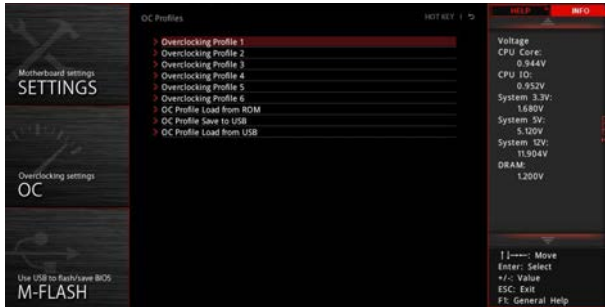 OC Profiles
HOT KEY
HELP
INFO
Overclocking Profile 1
Overclocking Profile 2
Overclocking Profile 3
Overclocking Profile 4
Overclocking Profile 5
Overclocking Profile 6
OC Profile Load from ROM
OC Profile Save to USB
OC Profile Load from USB
Motherboard settings
SETTINGS
Overclocking settings
OC
Use USB to flash/save BIOS
M-FLASH
Voltage
CPU Core:
0.944V
CPU IO:
0.952V
System 3.3V:
1.680V
System 5V:
5.120V
System 12V:
11.904V
DRAM:
1.200V
Move
Enter: Select
+/-: Value
ESC: Exit
F1: General Help